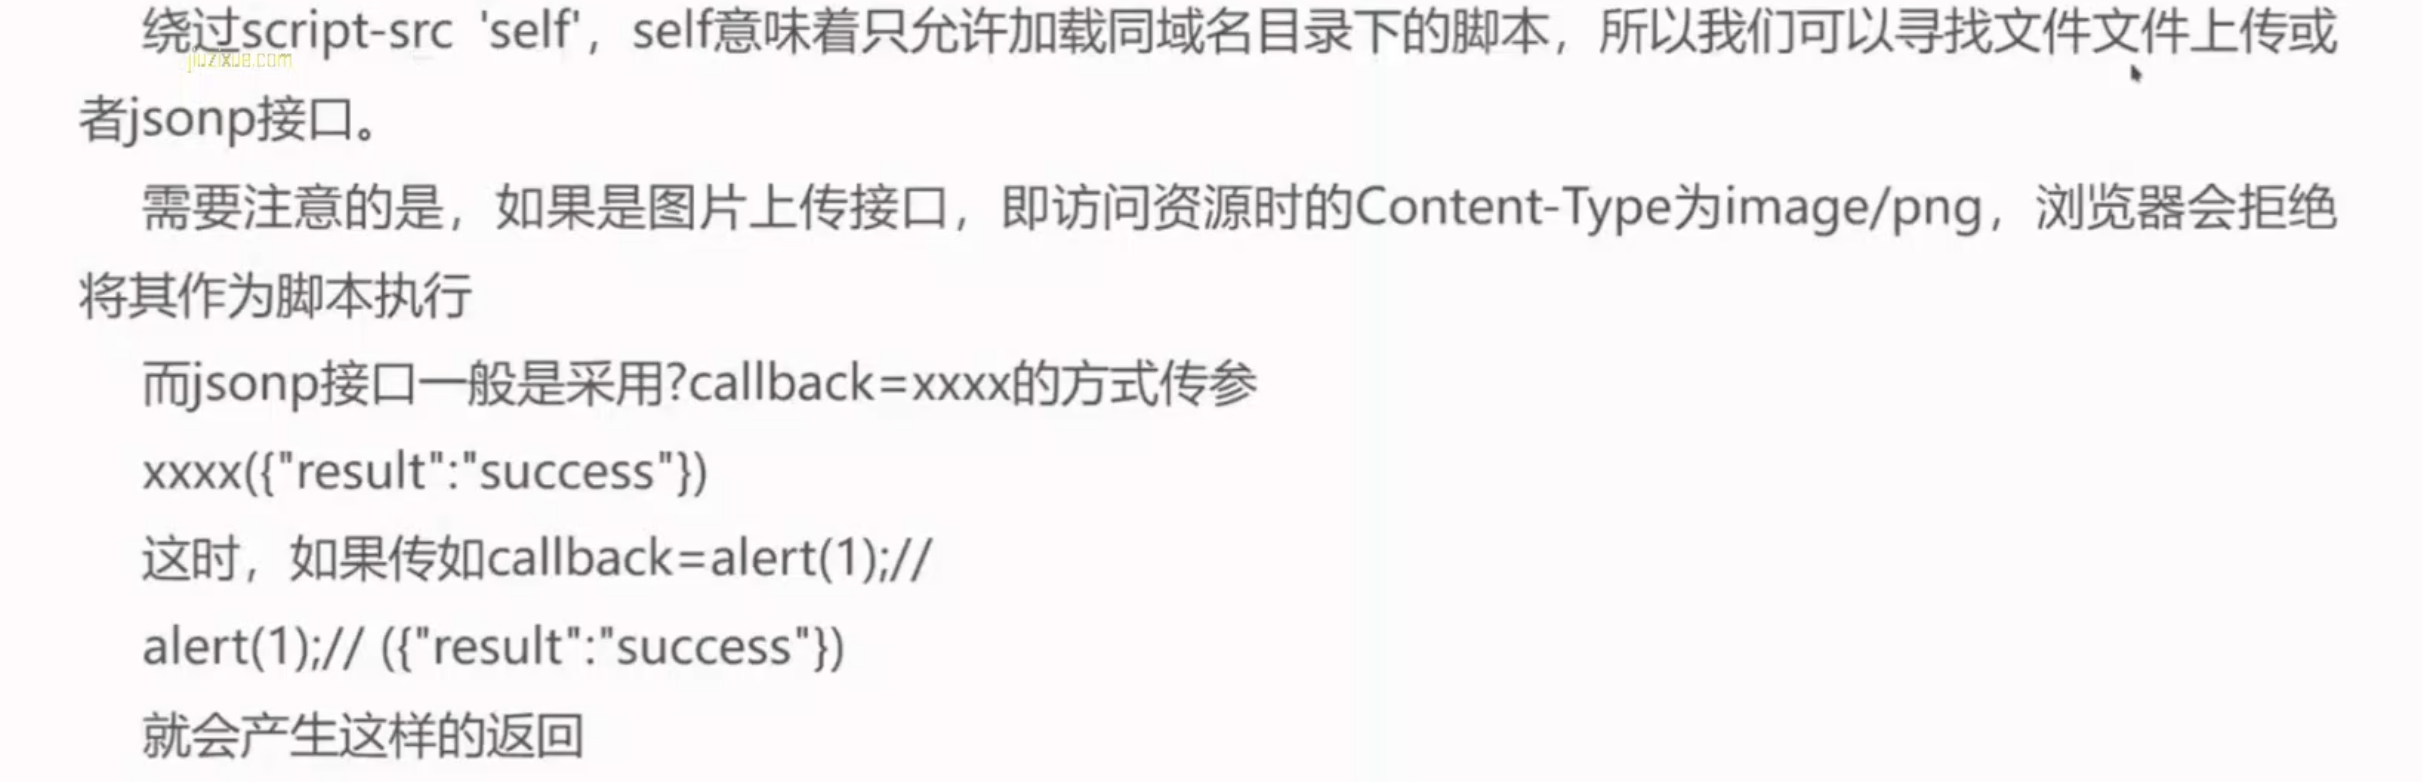 绕过script-src 'self'，self意味着只允许加载同域名目录下的脚本，所以我们可以寻找文件文件上传或
jiuzixue.com
者jsonp接口。
需要注意的是，如果是图片上传接口，即访问资源时的Content-Type为image/png，浏览器会拒绝
将其作为脚本执行
而jsonp接口一般是采用?callback=xxxx的方式传参
xxxx({"result":"success"})
这时，如果传如callback=alert(1);//
alert(1);// ({"result":"success"})
就会产生这样的返回